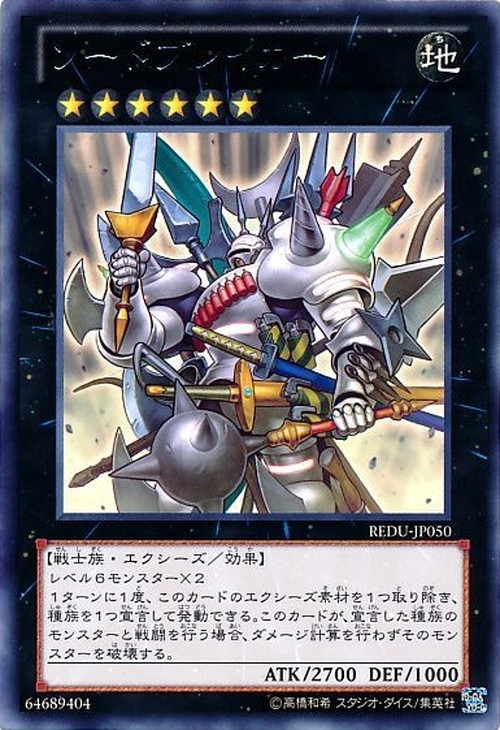 ソードブレイカー
地
REDU-JP050
【戦士族・エクシーズ／効果】
レベル６モンスター×２
１ターンに１度、このカードのエクシーズ素材を１つ取り除き、
種族を１つ宣言して発動できる。このカードが、宣言した種族の
モンスターと戦闘を行う場合、ダメージ計算を行わずそのモン
スターを破壊する。
ATK/2700 DEF/1000
64689404
©高橋和希 スタジオ・ダイス/集英社